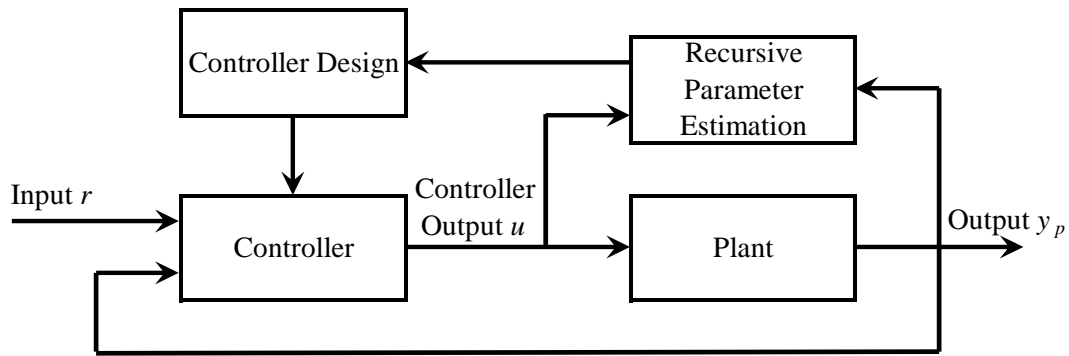 Controller Design
Recursive
Parameter
Estimation
Input r
Controller
Output u
Controller
Plant
Output y p